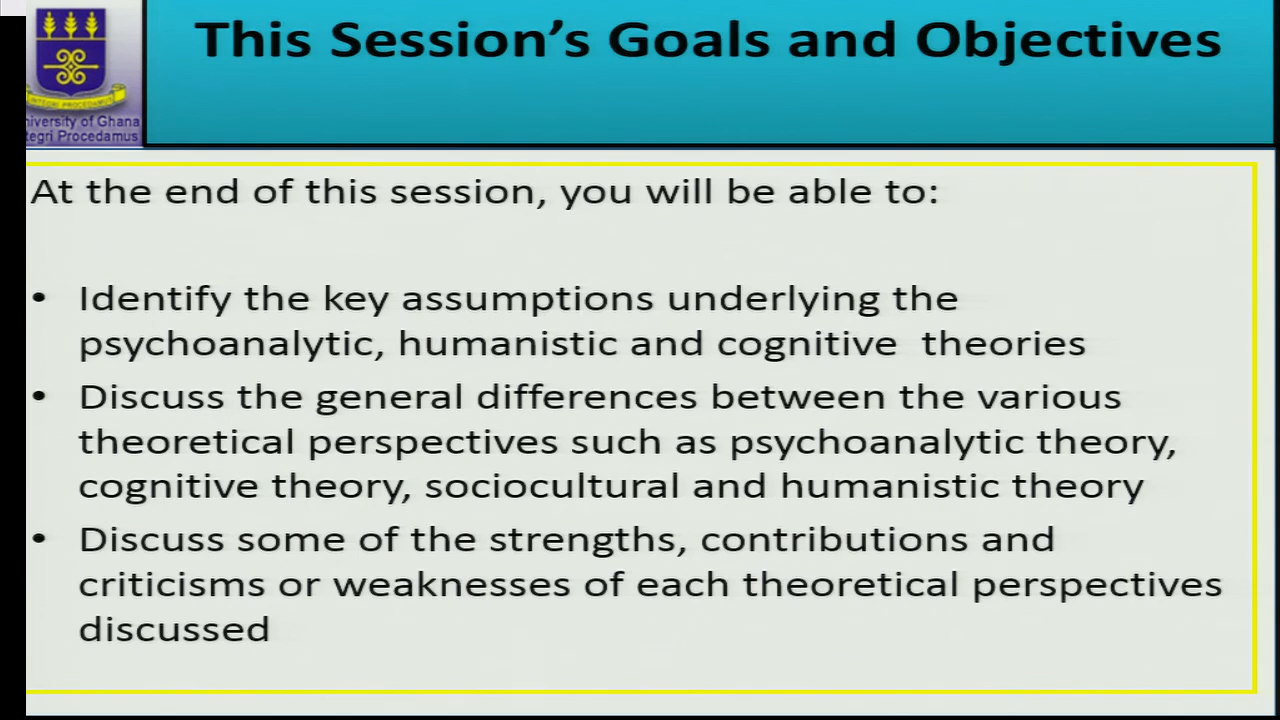 This Session's Goals and Objectives
INTEGRI PROCEDAMUS
niversity of Ghana
tegri Procedamus
At the end of this session, you will be able to:
• Identify the key assumptions underlying the
psychoanalytic, humanistic and cognitive theories
• Discuss the general differences between the various
theoretical perspectives such as psychoanalytic theory,
cognitive theory, sociocultural and humanistic theory
• Discuss some of the strengths, contributions and
criticisms or weaknesses of each theoretical perspectives
discussed